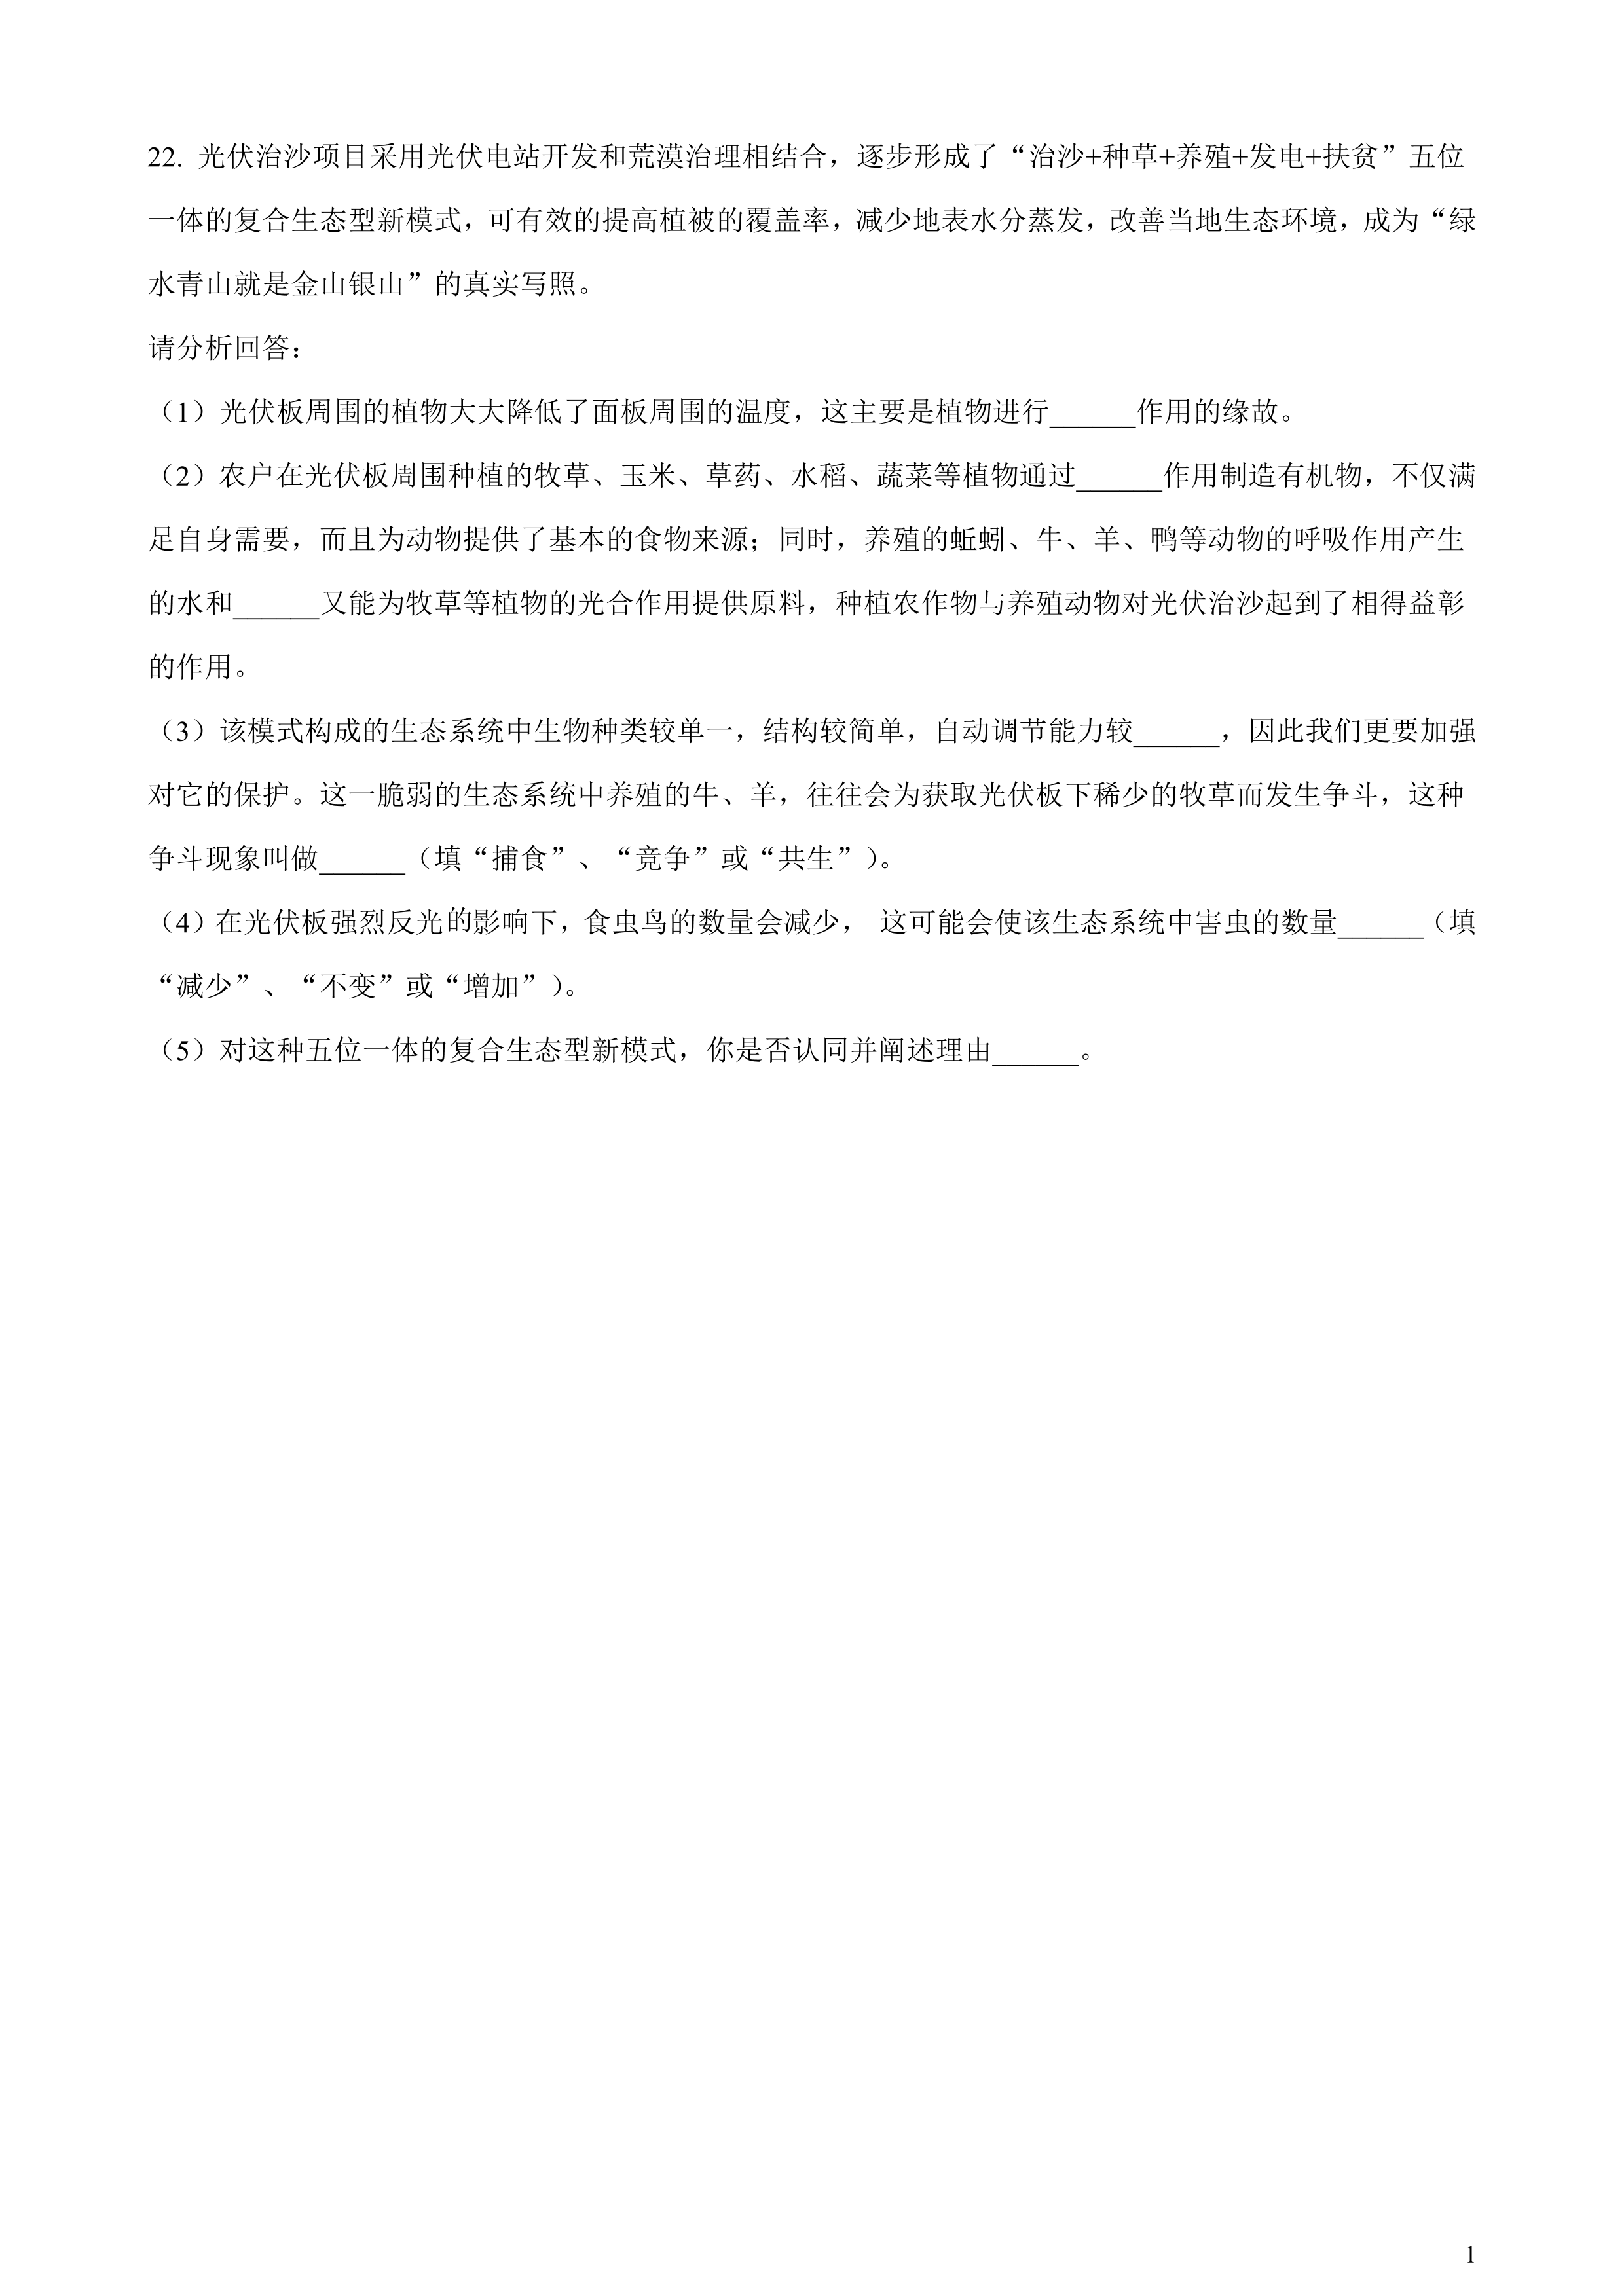 22. 光伏治沙项目采用光伏电站开发和荒漠治理相结合，逐步形成了“治沙+种草+养殖+发电+扶贫”五位
一体的复合生态型新模式，可有效的提高植被的覆盖率，减少地表水分蒸发，改善当地生态环境，成为“绿
水青山就是金山银山”的真实写照。
请分析回答：
（1）光伏板周围的植物大大降低了面板周围的温度，这主要是植物进行______作用的缘故。
（2）农户在光伏板周围种植的牧草、玉米、草药、水稻、蔬菜等植物通过______作用制造有机物，不仅满
足自身需要，而且为动物提供了基本的食物来源；同时，养殖的蚯蚓、牛、羊、鸭等动物的呼吸作用产生
的水和______又能为牧草等植物的光合作用提供原料，种植农作物与养殖动物对光伏治沙起到了相得益彰
的作用。
（3）该模式构成的生态系统中生物种类较单一，结构较简单，自动调节能力较______，因此我们更要加强
对它的保护。这一脆弱的生态系统中养殖的牛、羊，往往会为获取光伏板下稀少的牧草而发生争斗，这种
争斗现象叫做______（填“捕食”、“竞争”或“共生”）。
（4）在光伏板强烈反光的影响下，食虫鸟的数量会减少， 这可能会使该生态系统中害虫的数量______（填
“减少”、“不变”或“增加”）。
（5）对这种五位一体的复合生态型新模式，你是否认同并阐述理由______。
1